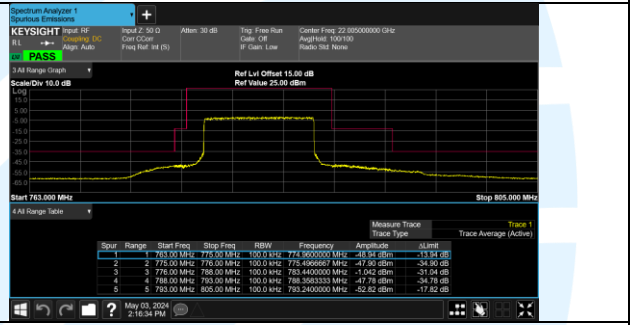 Spectrum Analyzer 1
Spurious Emissions
+
KEYSIGHT Input: RF Input Z: 50 Ω Atten: 30 dB Trig: Free Run Center Freq: 22.005000000 GHz
RL Coupling: DC Corr CCorr Gate: Off Avg|Hold: 100/100
Align: Auto Freq Ref: Int (S) IF Gain: Low Radio Std: None
PASS
3 All Range Graph
Ref Lvl Offset 15.00 dB
Scale/Div 10.0 dB Ref Value 25.00 dBm
Log
15.0
5.00
-5.00
-15.0
-25.0
-35.0
-45.0
-55.0
-65.0
Start 763.000 MHz Stop 805.000 MHz
4 All Range Table
Measure Trace Trace 1
Trace Type Trace Average (Active)
Spur Range Start Freq Stop Freq RBW Frequency Amplitude ΔLimit
1 1 763.00 MHz 775.00 MHz 100.0 kHz 774.9600000 MHz -48.94 dBm -13.94 dB
2 2 775.00 MHz 776.00 MHz 100.0 kHz 775.4966667 MHz -47.90 dBm -34.90 dB
3 3 776.00 MHz 788.00 MHz 100.0 kHz 783.4400000 MHz -1.042 dBm -31.04 dB
4 4 788.00 MHz 793.00 MHz 100.0 kHz 788.3583333 MHz -47.78 dBm -34.78 dB
5 5 793.00 MHz 805.00 MHz 100.0 kHz 793.2400000 MHz -52.82 dBm -17.82 dB
?
May 03, 2024
2:16:34 PM